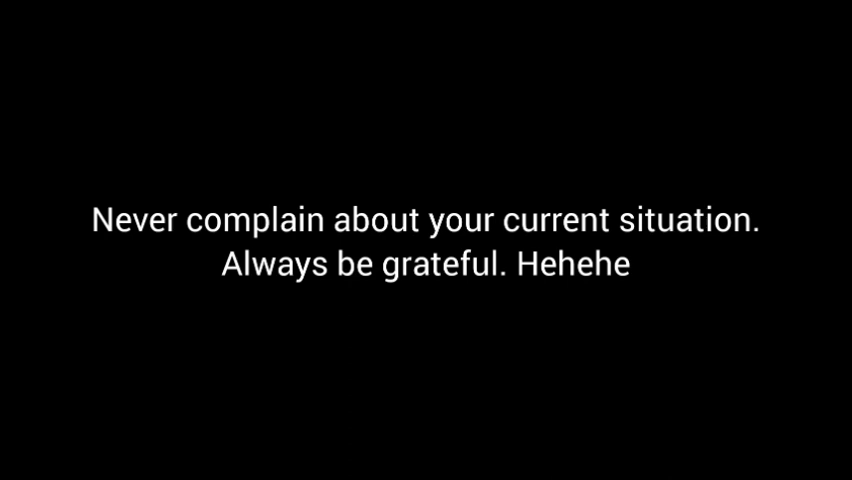 Never complain about your current situation.
Always be grateful. Hehehe